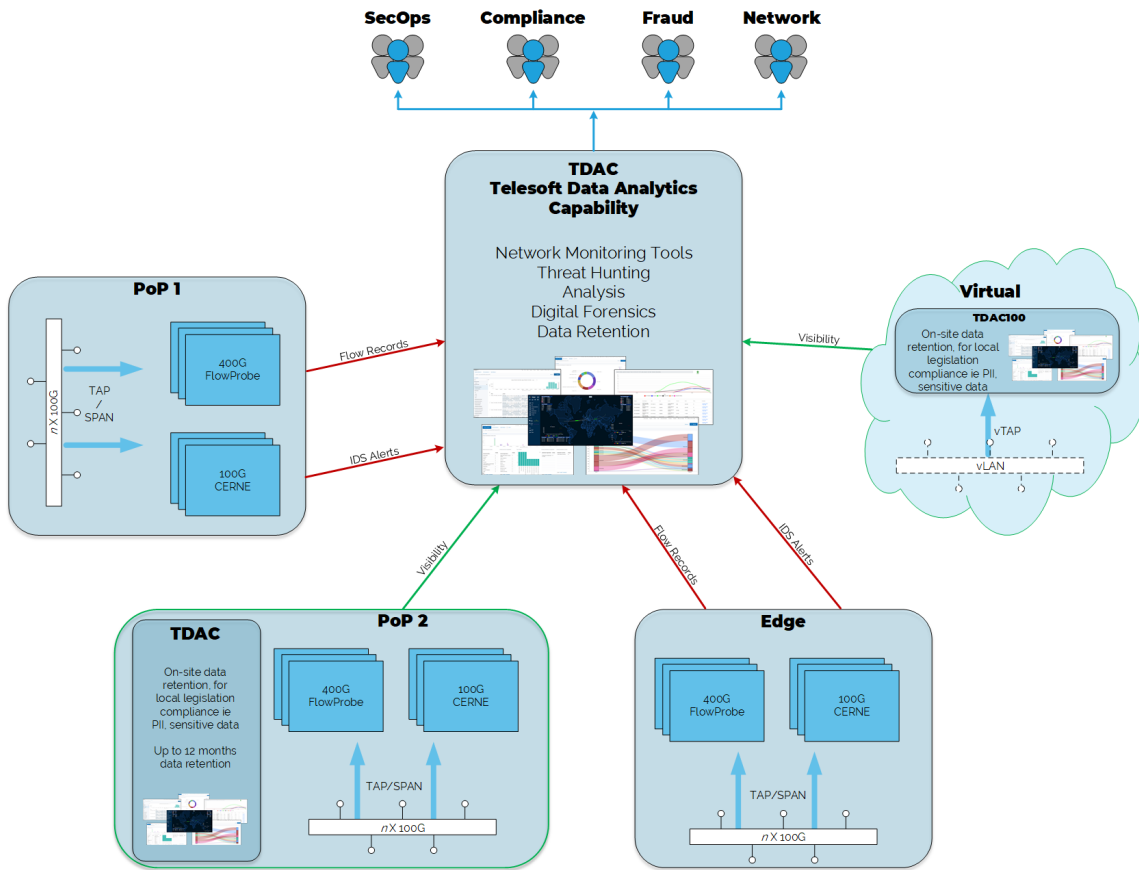 SecOps
Compliance
Fraud
Network
TDAC
Telesoft Data Analytics
Capability
Network Monitoring Tools
Threat Hunting
Analysis
Digital Forensics
Data Retention
PoP 1
n X 100G
TAP
/
SPAN
400G
FlowProbe
100G
CERNE
Flow Records
IDS Alerts
Virtual
TDAC100
On-site data
retention, for local
legislation
compliance ie PII,
sensitive data
vTAP
vLAN
Visibility
Visibility
Flow Records
IDS Alerts
PoP 2
TDAC
On-site data
retention, for
local legislation
compliance ie
PII, sensitive data
Up to 12 months
data retention
400G
FlowProbe
100G
CERNE
TAP/SPAN
n X 100G
Edge
400G
FlowProbe
100G
CERNE
TAP/SPAN
n X 100G